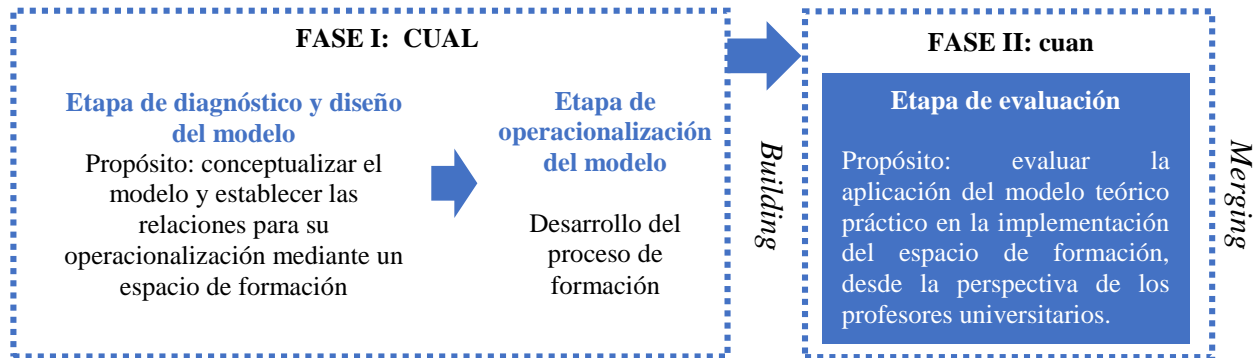 FASE I: CUAL
Etapa de diagnóstico y diseño
del modelo
Propósito: conceptualizar el
modelo y establecer las
relaciones para su
operacionalización mediante un
espacio de formación
Etapa de
operacionalización
del modelo
Desarrollo del
proceso de
formación
Building
FASE II: cuan
Etapa de evaluación
Propósito: evaluar la
aplicación del modelo teórico
práctico en la implementación
del espacio de formación,
desde la perspectiva de los
profesores universitarios.
Merging